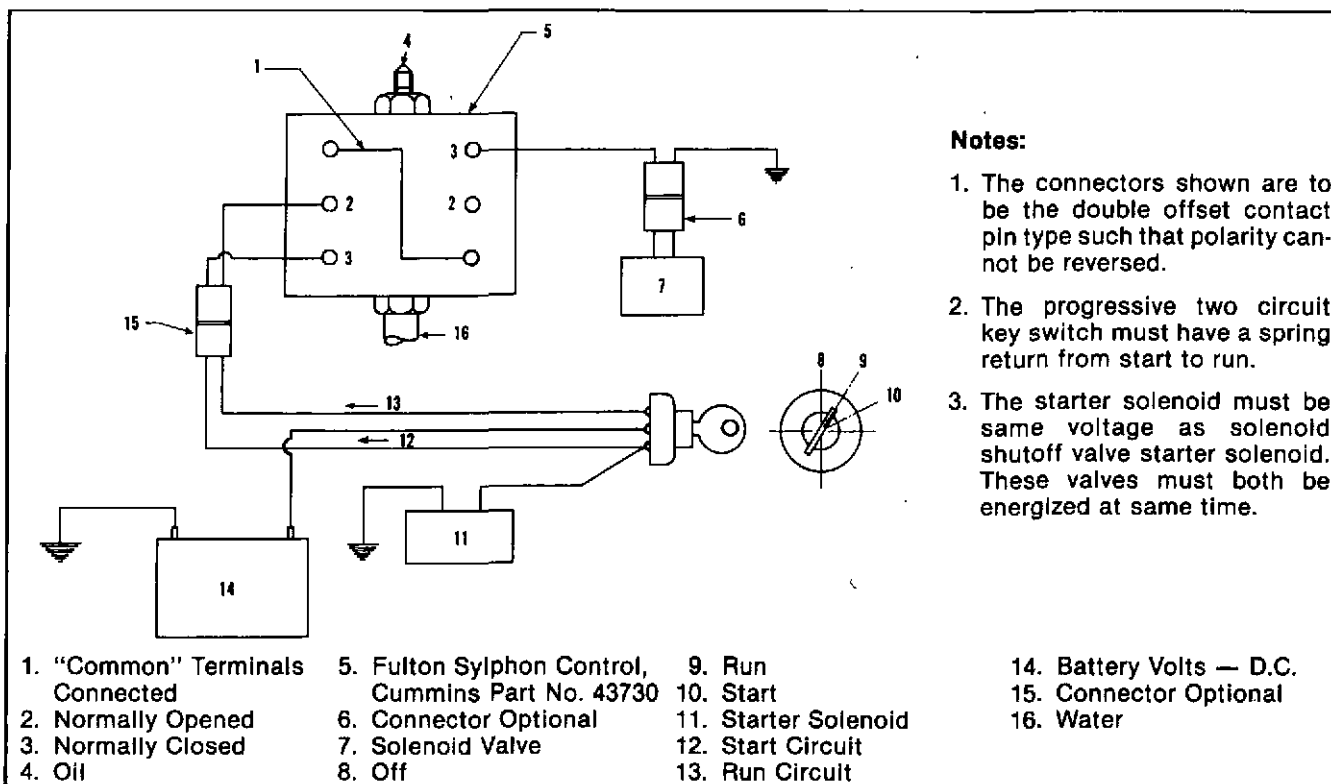 4
5
1
3
2
2
3
6
7
15
16
8
9
10
13
12
11
14
Notes:
1. The connectors shown are to
be the double offset contact
pin type such that polarity can-
not be reversed.
2. The progressive two circuit
key switch must have a spring
return from start to run.
3. The starter solenoid must be
same voltage as solenoid
shutoff valve starter solenoid.
These valves must both be
energized at same time.
1. "Common" Terminals
Connected
2. Normally Opened
3. Normally Closed
4. Oil
5. Fulton Sylphon Control,
Cummins Part No. 43730
6. Connector Optional
7. Solenoid Valve
8. Off
9. Run
10. Start
11. Starter Solenoid
12. Start Circuit
13. Run Circuit
14. Battery Volts — D.C.
15. Connector Optional
16. Water